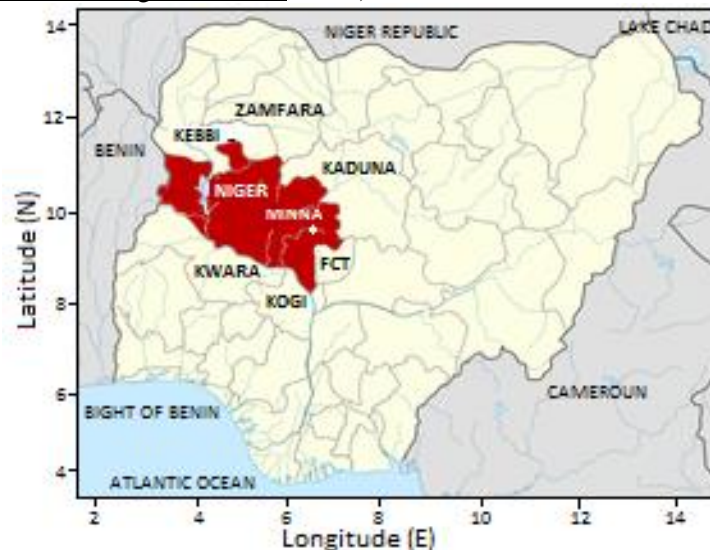 14
NIGER REPUBLIC
LAKE CHAD
12
ZAMFARA
KEBBI
BENIN
KADUNA
NIGER
10
MINNA
Latitude (N)
KWARA
FCT
8
KOGI
6
CAMEROUN
BIGHT OF BENIN
4
ATLANTIC OCEAN
2 4 6 8 10 12 14
Longitude (E)